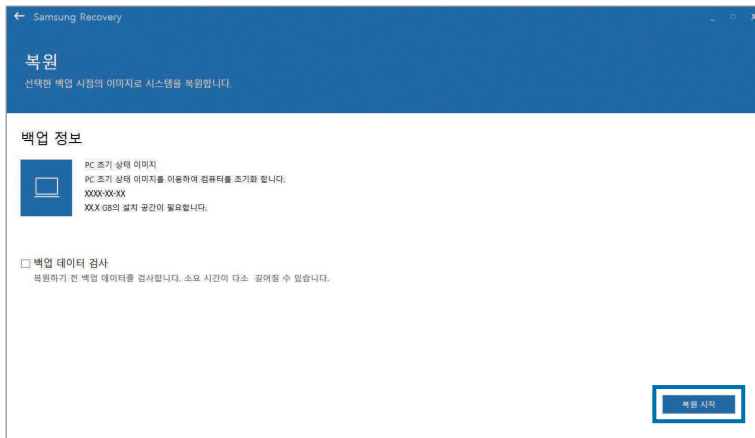 ← Samsung Recovery
복원
선택한 백업 시점의 이미지로 시스템을 복원합니다.
백업 정보
PC 초기 상태 이미지
PC 초기 상태 이미지를 이용하여 컴퓨터를 초기화 합니다.
XXXX-XX-XX
XX.X GB의 설치 공간이 필요합니다.
백업 데이터 검사
복원하기 전 백업 데이터를 검사합니다. 소요 시간이 다소 길어질 수 있습니다.
복원 시작